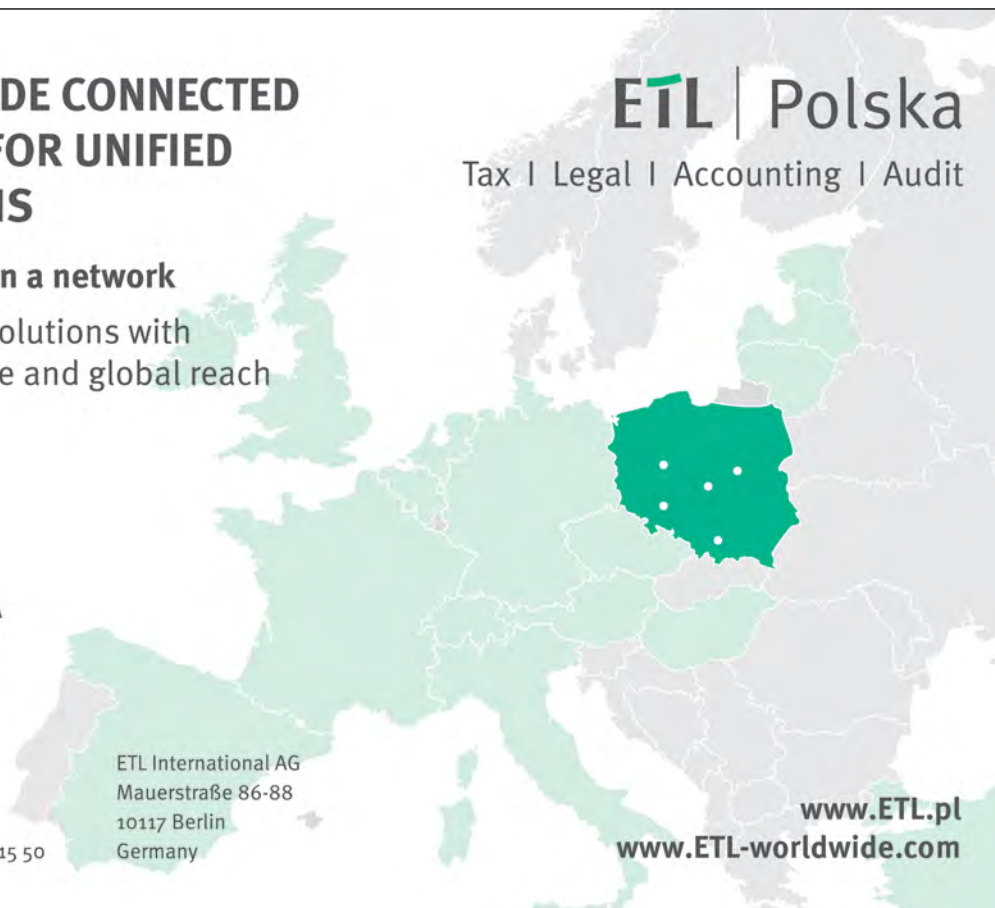 DE CONNECTED
FOR UNIFIED
n a network
olutions with
e and global reach
ETL | Polska
Tax I Legal I Accounting I Audit
ETL International AG
Mauerstraße 86-88
10117 Berlin
Germany
15 50
www.ETL.pl
www.ETL-worldwide.com